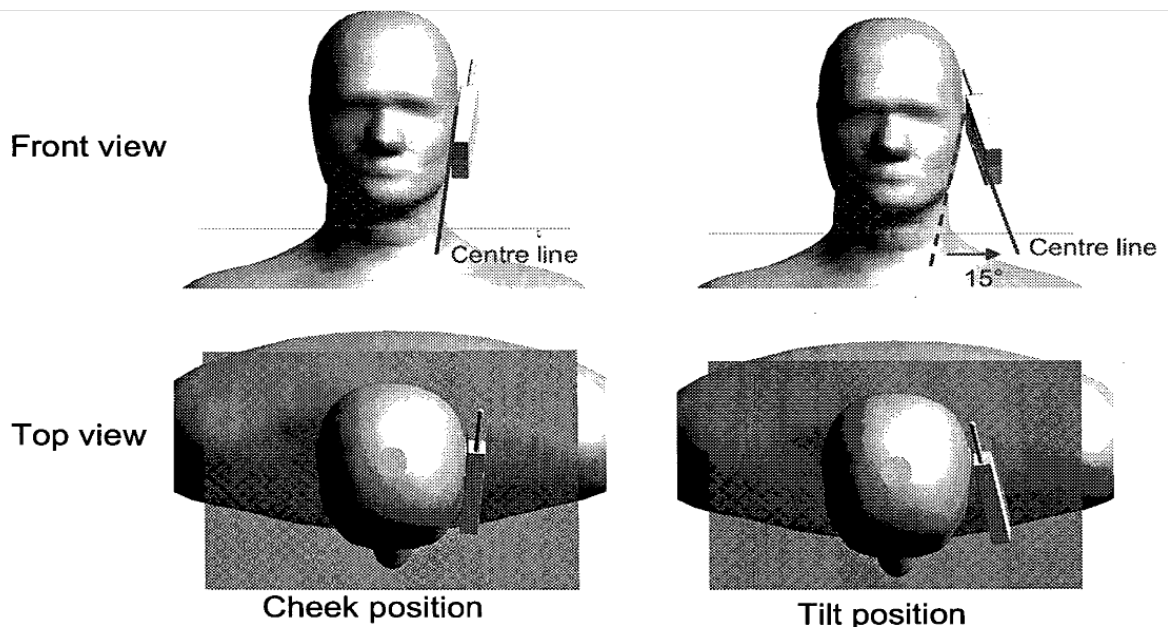 Front view
Centre line
Centre line
15°
Top view
Cheek position
Tilt position